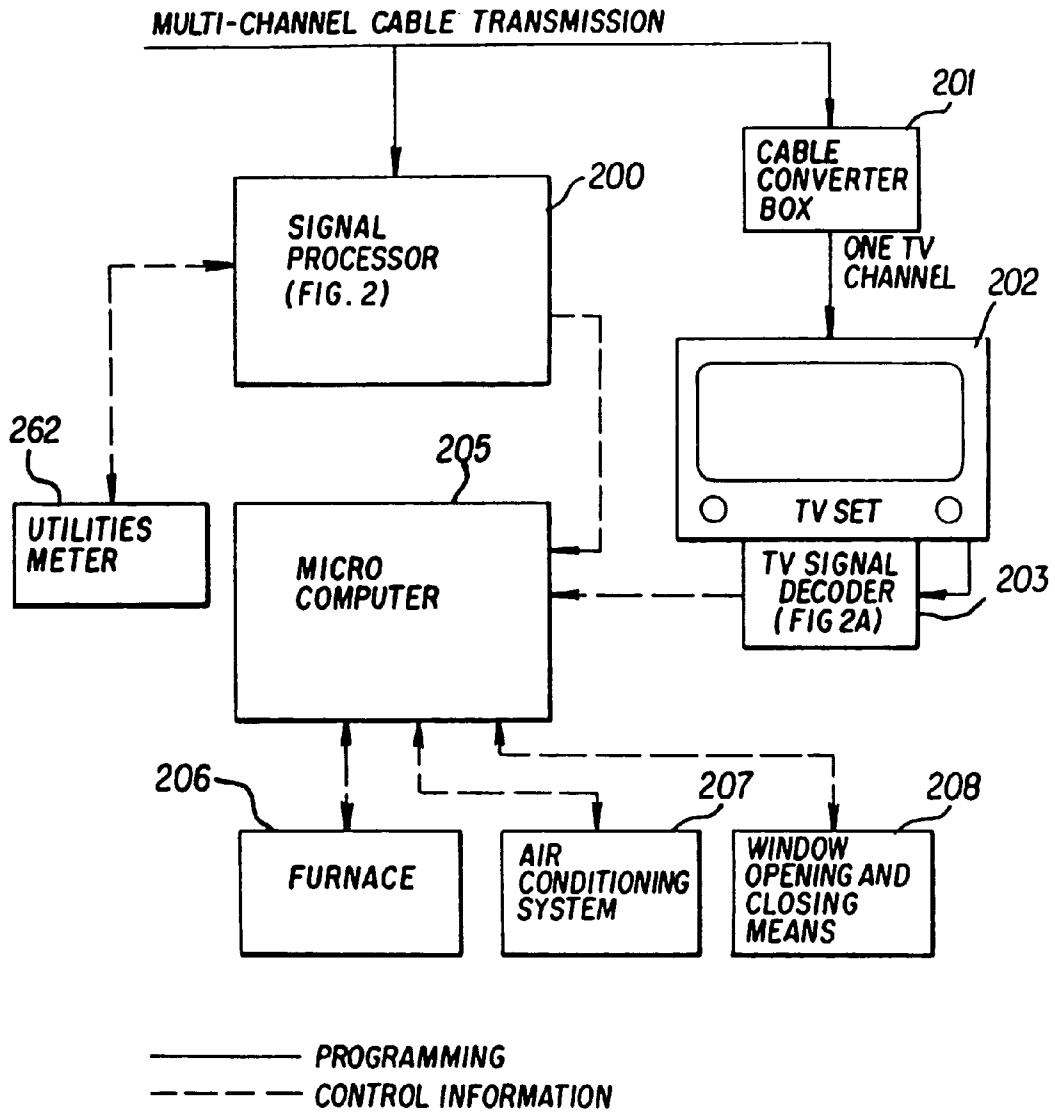 MULTI-CHANNEL CABLE TRANSMISSION
201
CABLE
CONVERTER
BOX
200
SIGNAL
PROCESSOR
(FIG. 2)
ONE TV
CHANNEL
202
262
UTILITIES
METER
205
MICRO
COMPUTER
TV SET
TV SIGNAL
DECODER
(FIG 2A)
203
206
FURNACE
207
AIR
CONDITIONING
SYSTEM
208
WINDOW
OPENING AND
CLOSING
MEANS
PROGRAMMING
CONTROL INFORMATION